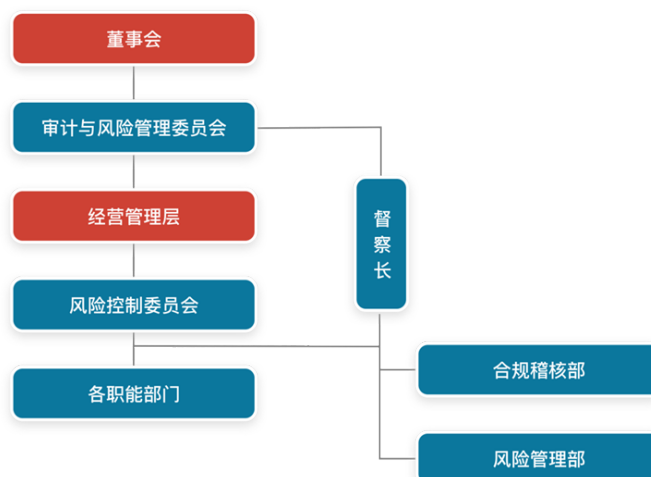 董事会
审计与风险管理委员会
经营管理层
督察长
风险控制委员会
合规稽核部
各职能部门
风险管理部